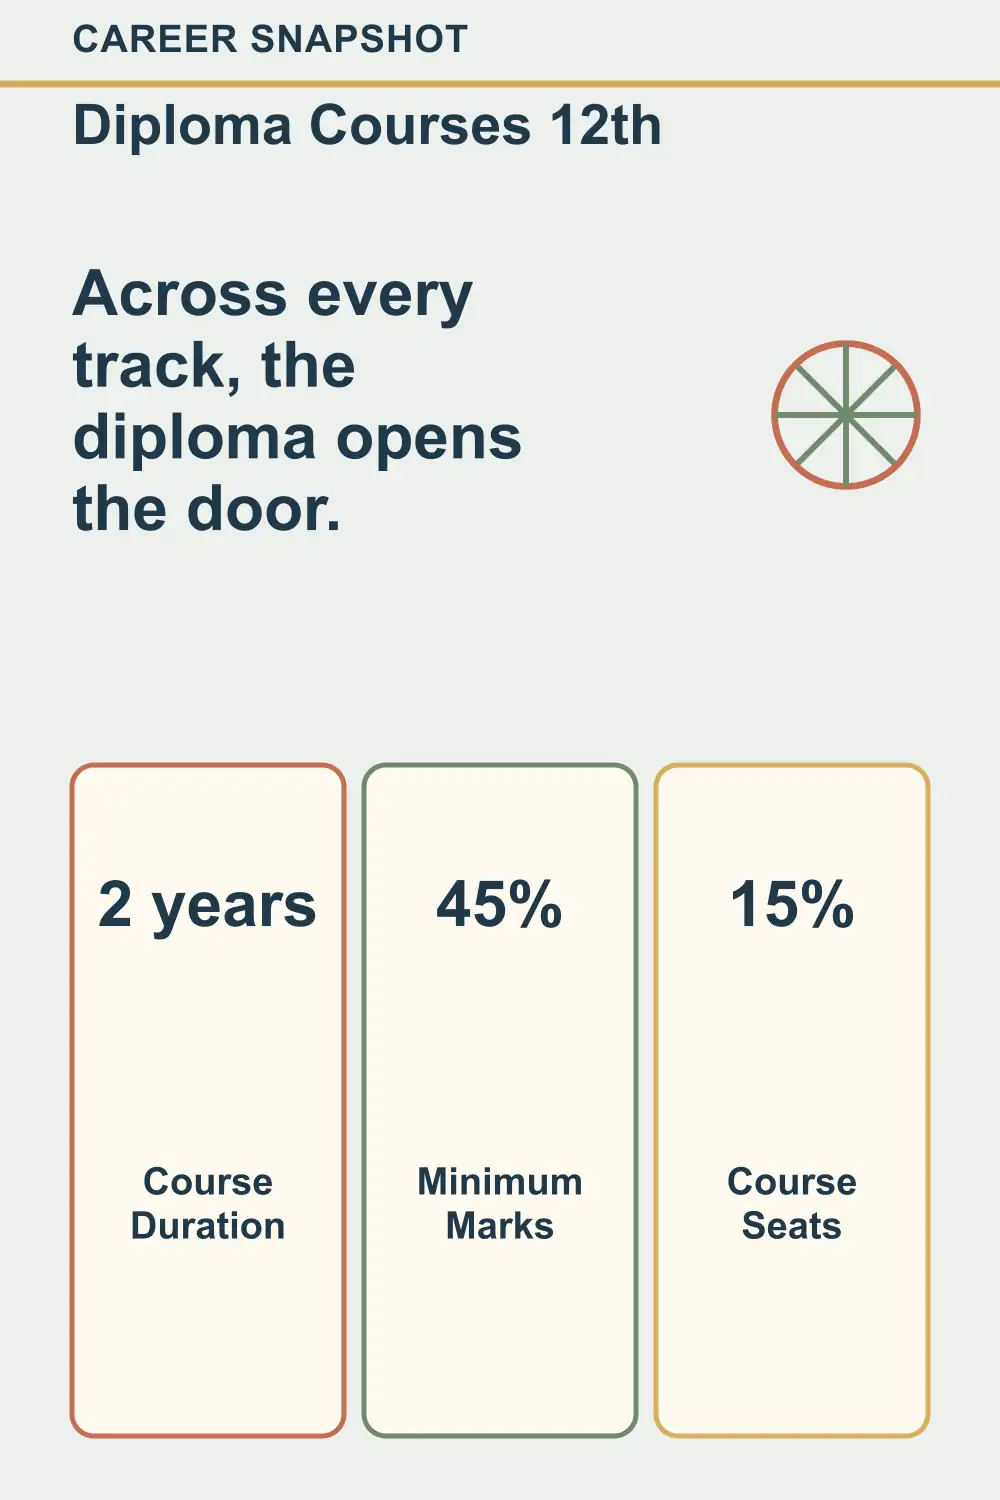 CAREER SNAPSHOT
Diploma Courses 12th
Across every
track, the
diploma opens
the door.
2 years
45%
15%
Course
Duration
Minimum
Marks
Course
Seats